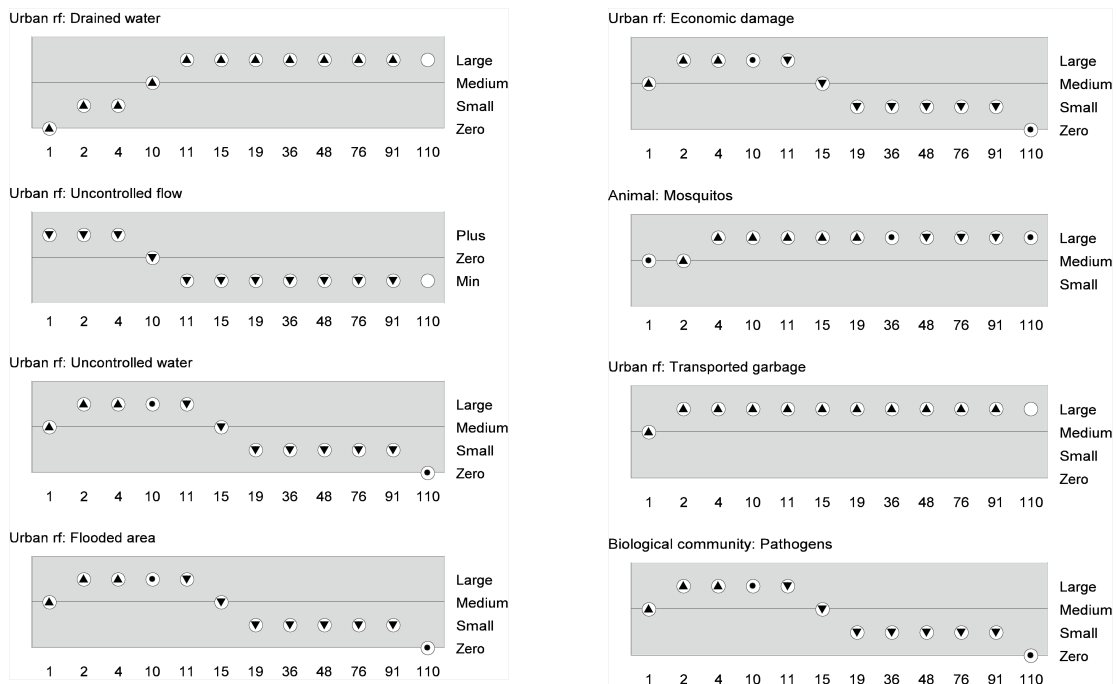 Urban rf: Drained water
Large
Medium
Small
Zero
1 2 4 10 11 15 19 36 48 76 91 110
Urban rf: Uncontrolled flow
Plus
Zero
Min
1 2 4 10 11 15 19 36 48 76 91 110
Urban rf: Uncontrolled water
Large
Medium
Small
Zero
1 2 4 10 11 15 19 36 48 76 91 110
Urban rf: Flooded area
Large
Medium
Small
Zero
1 2 4 10 11 15 19 36 48 76 91 110
Urban rf: Economic damage
Large
Medium
Small
Zero
1 2 4 10 11 15 19 36 48 76 91 110
Animal: Mosquitos
Large
Medium
Small
1 2 4 10 11 15 19 36 48 76 91 110
Urban rf: Transported garbage
Large
Medium
Small
Zero
1 2 4 10 11 15 19 36 48 76 91 110
Biological community: Pathogens
Large
Medium
Small
Zero
1 2 4 10 11 15 19 36 48 76 91 110